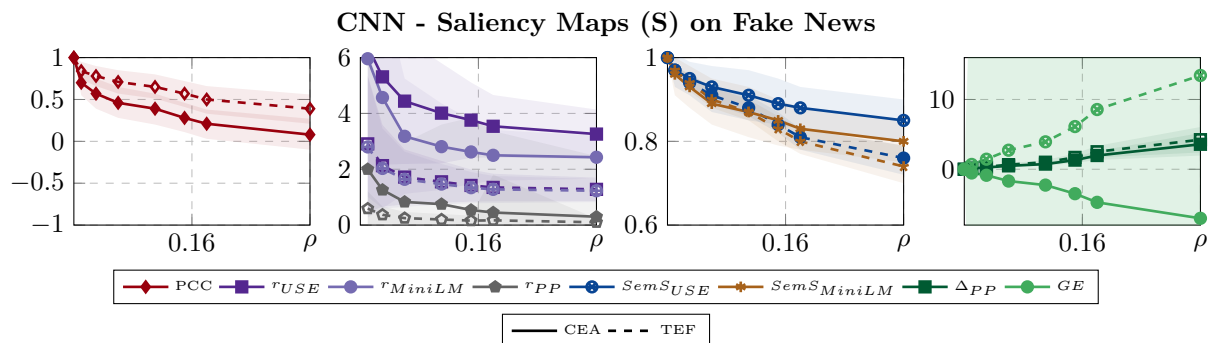 CNN - Saliency Maps (S) on Fake News
1
0.5
0
−0.5
−1
0.16
ρ
6
4
2
0
0.16
ρ
1
0.8
0.6
0.16
ρ
10
0
0.16
ρ
PCC r_USE r_MiniLM r_PP SemS_USE SemS_MiniLM Δ_PP GE
CEA TEF